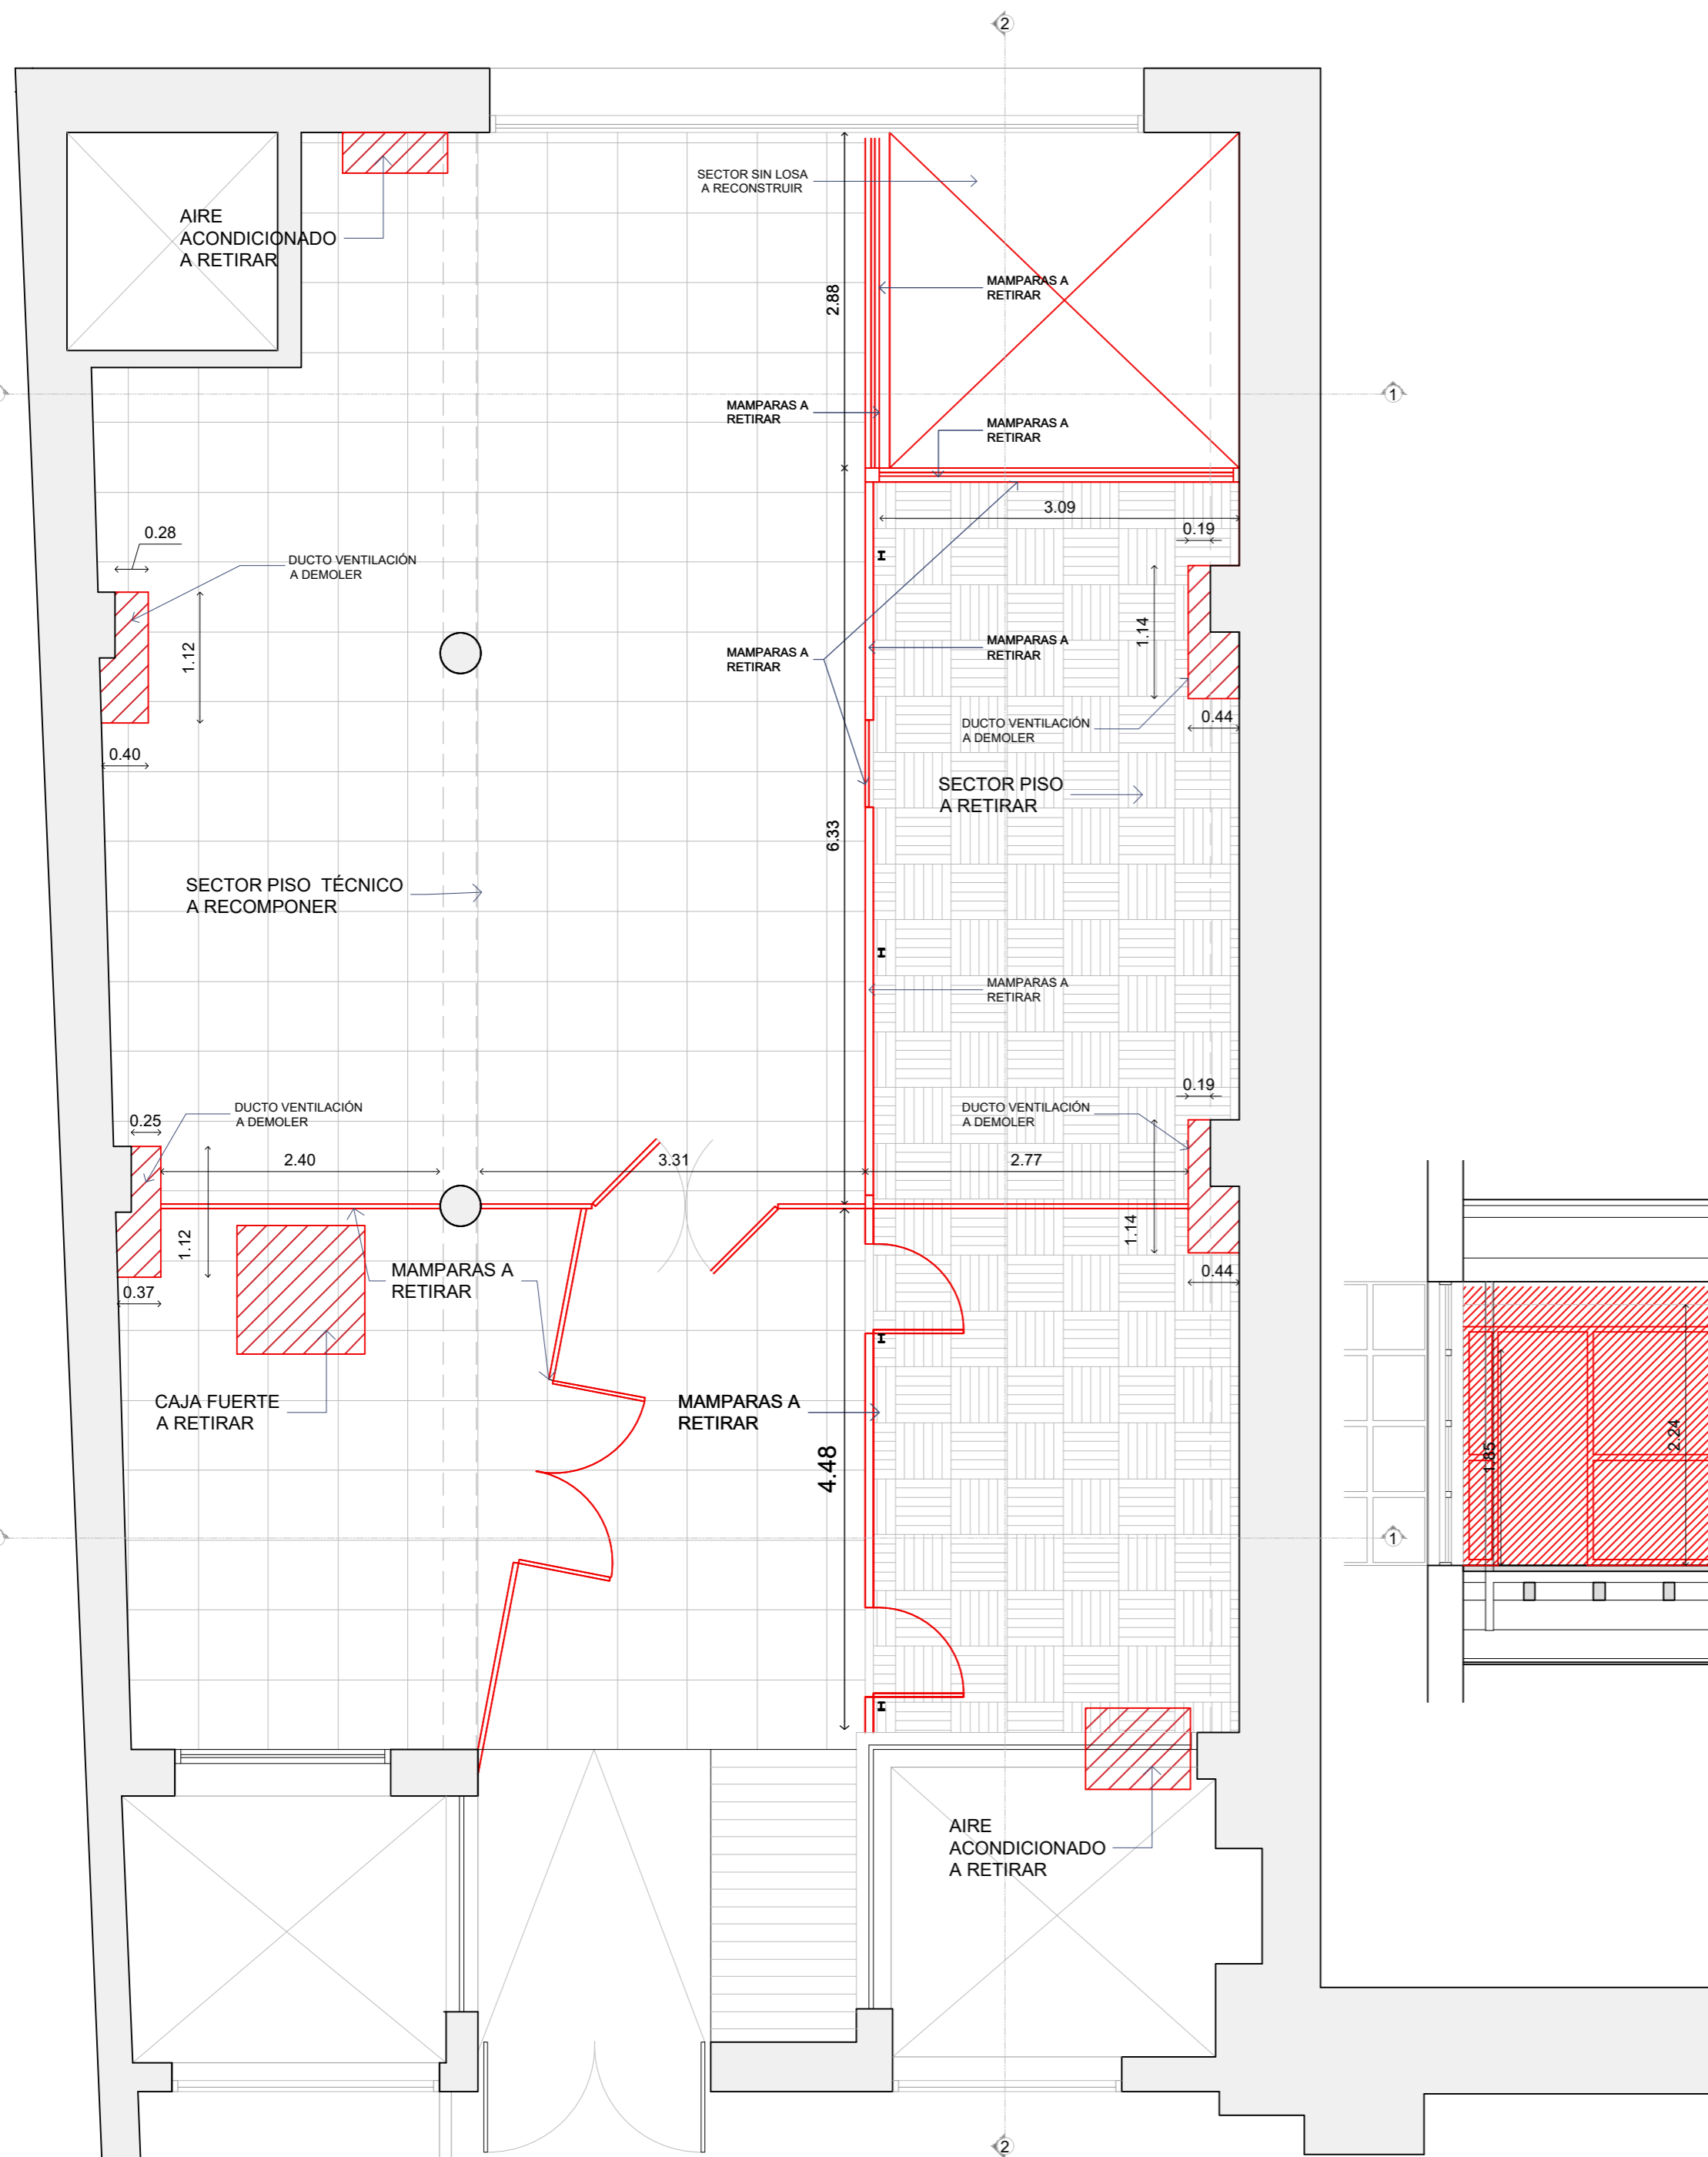 2
SECTOR SIN LOSA
A RECONSTRUIR
AIRE
ACONDICIONADO
A RETIRAR
2.88
MAMPARAS A
RETIRAR
1
MAMPARAS A
RETIRAR
MAMPARAS A
RETIRAR
3.09
0.19
0.28
DUCTO VENTILACIÓN
A DEMOLER
1.12
1.14
MAMPARAS A
RETIRAR
MAMPARAS A
RETIRAR
0.44
DUCTO VENTILACIÓN
A DEMOLER
0.40
SECTOR PISO
A RETIRAR
6.33
SECTOR PISO TÉCNICO
A RECOMPONER
MAMPARAS A
RETIRAR
0.19
DUCTO VENTILACIÓN
A DEMOLER
DUCTO VENTILACIÓN
A DEMOLER
0.25
2.40
3.31
2.77
1.12
1.14
MAMPARAS A
RETIRAR
0.44
0.37
CAJA FUERTE
A RETIRAR
MAMPARAS A
RETIRAR
4.48
1.85
2.24
1
AIRE
ACONDICIONADO
A RETIRAR
2